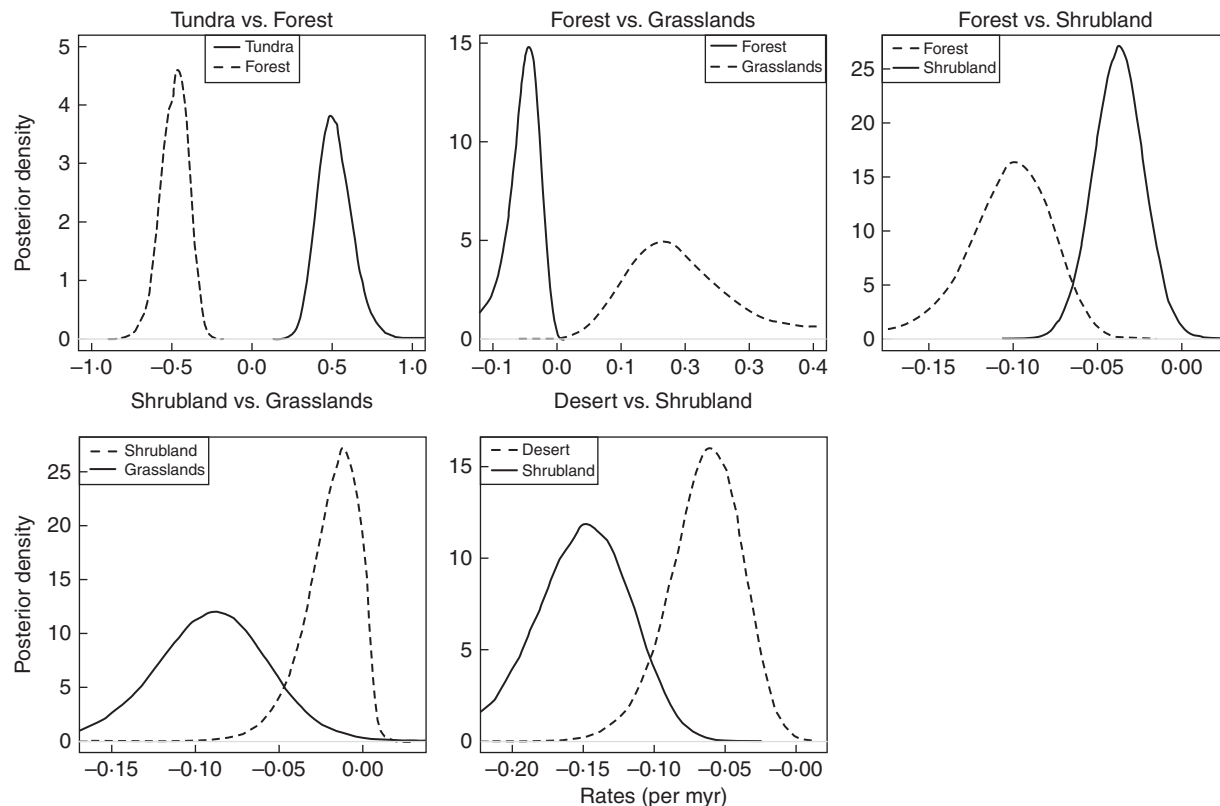 Tundra vs. Forest
Forest vs. Grasslands
Forest vs. Shrubland
Tundra
Forest
Forest
Grasslands
Forest
Shrubland
Posterior density
5
4
3
2
1
0
15
10
5
0
25
20
15
10
5
0
−1·0 −0·5 0·0 0·5 1·0
−0·1 0·0 0·1 0·3 0·4
−0·15 −0·10 −0·05 0·00
Shrubland vs. Grasslands
Desert vs. Shrubland
Shrubland
Grasslands
Desert
Shrubland
Posterior density
25
20
15
10
5
0
15
10
5
0
−0·15 −0·10 −0·05 0·00
−0·20 −0·15 −0·10 −0·05 −0·00
Rates (per myr)